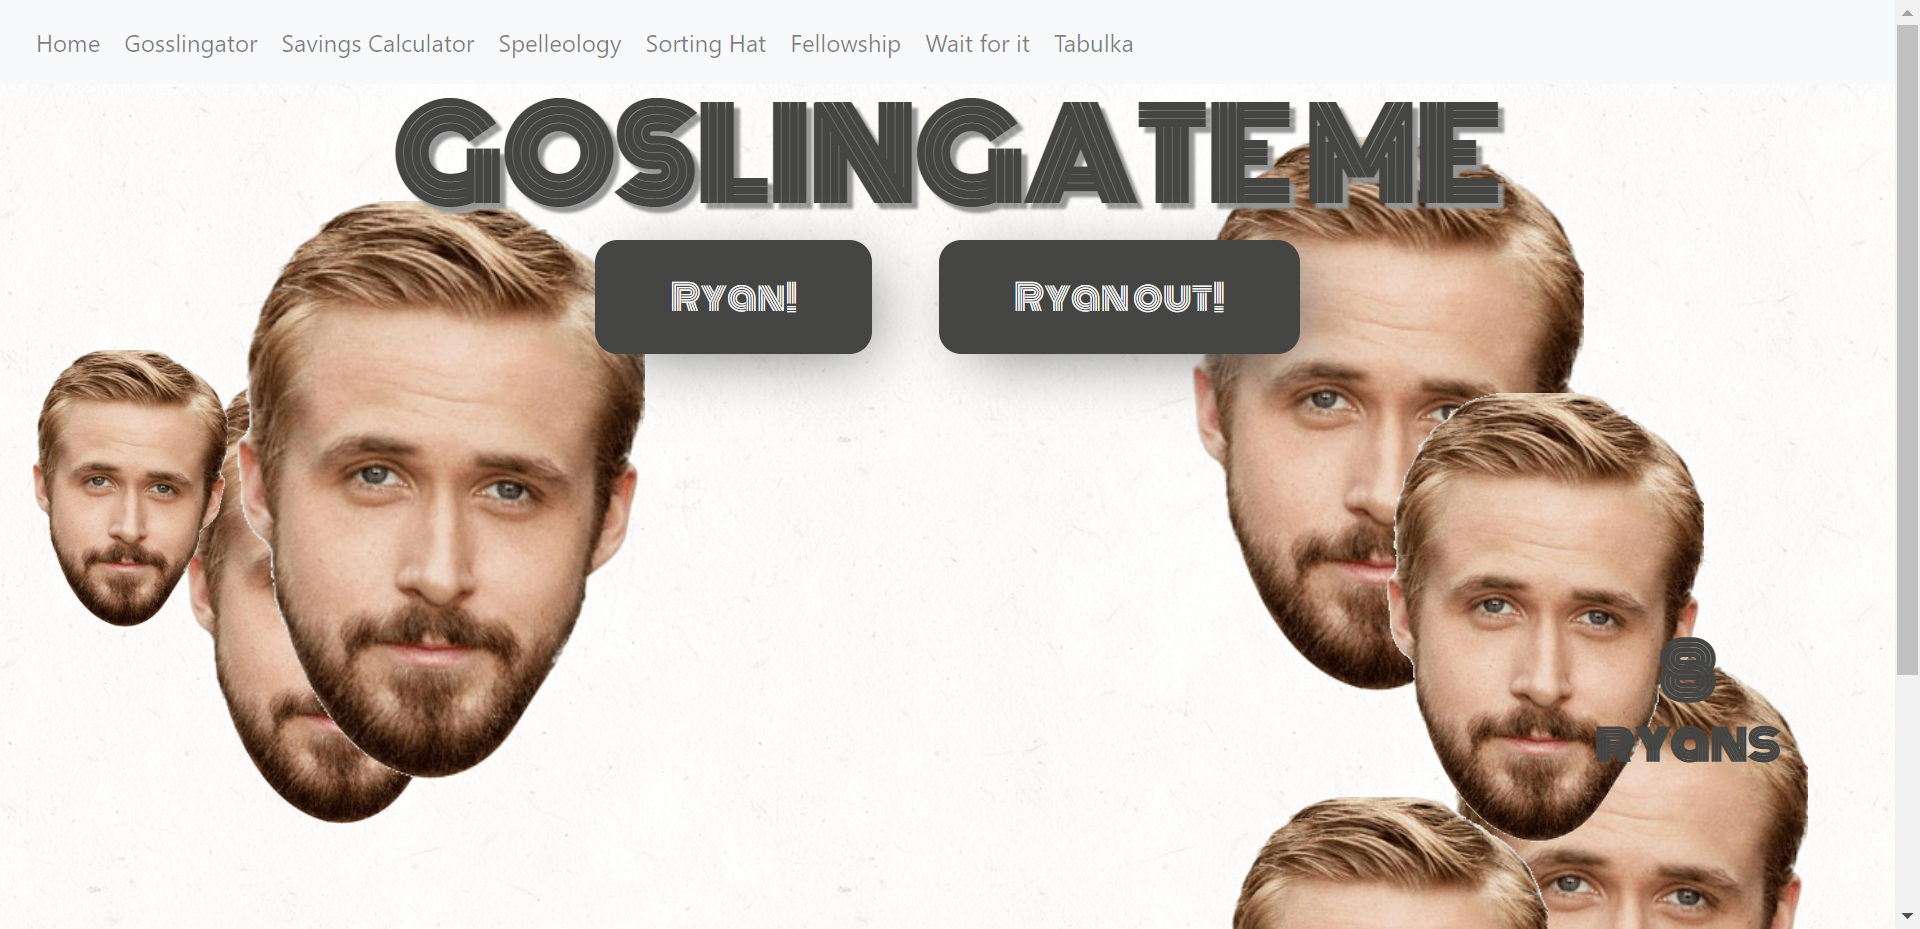 Home Gosslingator Savings Calculator Spelleology Sorting Hat Fellowship Wait for it Tabulka
GOSLINGATE ME
Ryan! Ryan out!
8
Ryans